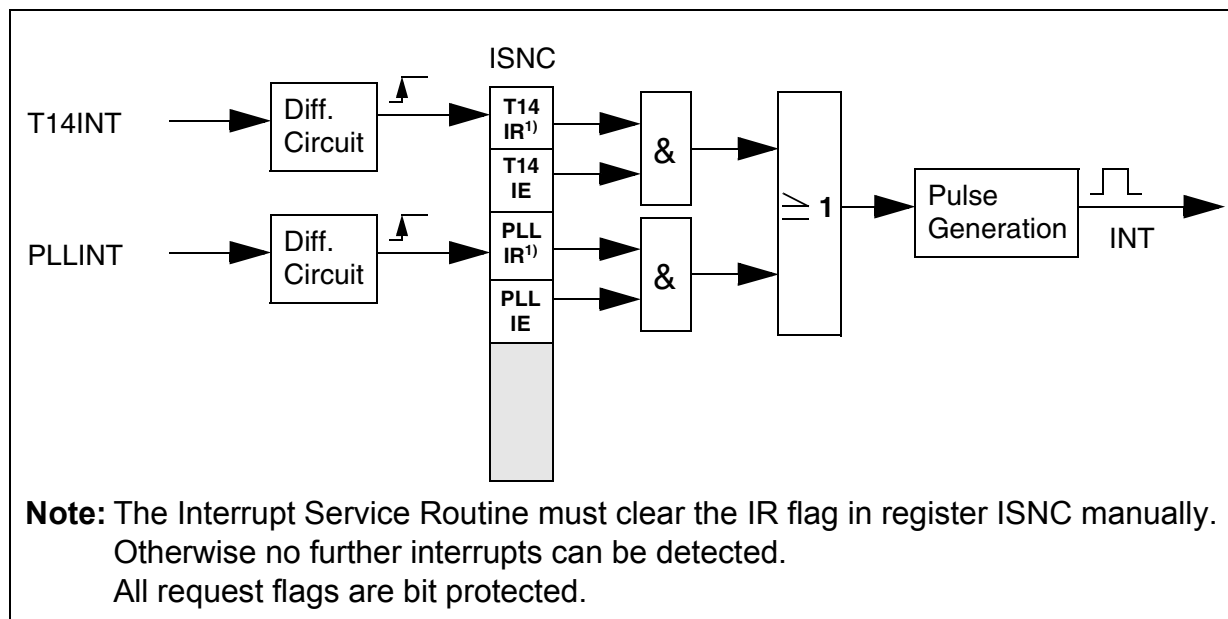 ISNC
T14INT
Diff.
Circuit
T14
IR1)
T14
IE
&
PLLINT
Diff.
Circuit
PLL
IR1)
PLL
IE
&
≥ 1
Pulse
Generation
INT
Note: The Interrupt Service Routine must clear the IR flag in register ISNC manually.
Otherwise no further interrupts can be detected.
All request flags are bit protected.